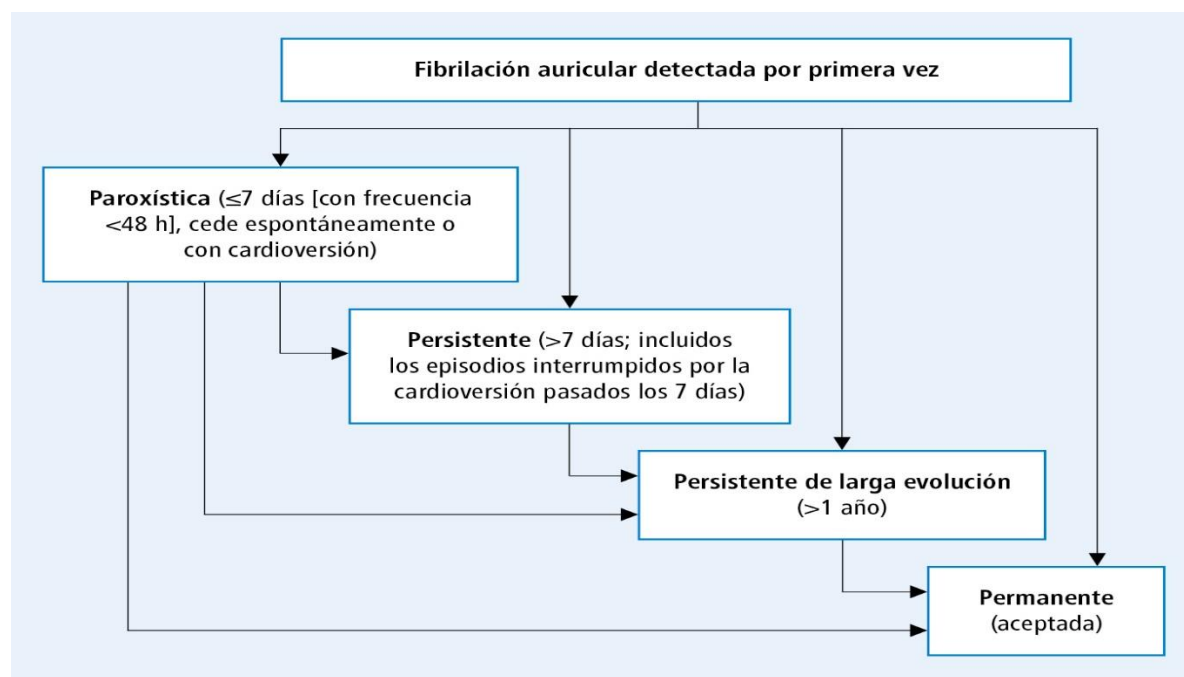 Fibrilación auricular detectada por primera vez
Paroxística (≤7 días [con frecuencia
<48 h], cede espontáneamente o
con cardioversión)
Persistente (>7 días; incluidos
los episodios interrumpidos por la
cardioversión pasados los 7 días)
Persistente de larga evolución
(>1 año)
Permanente
(aceptada)